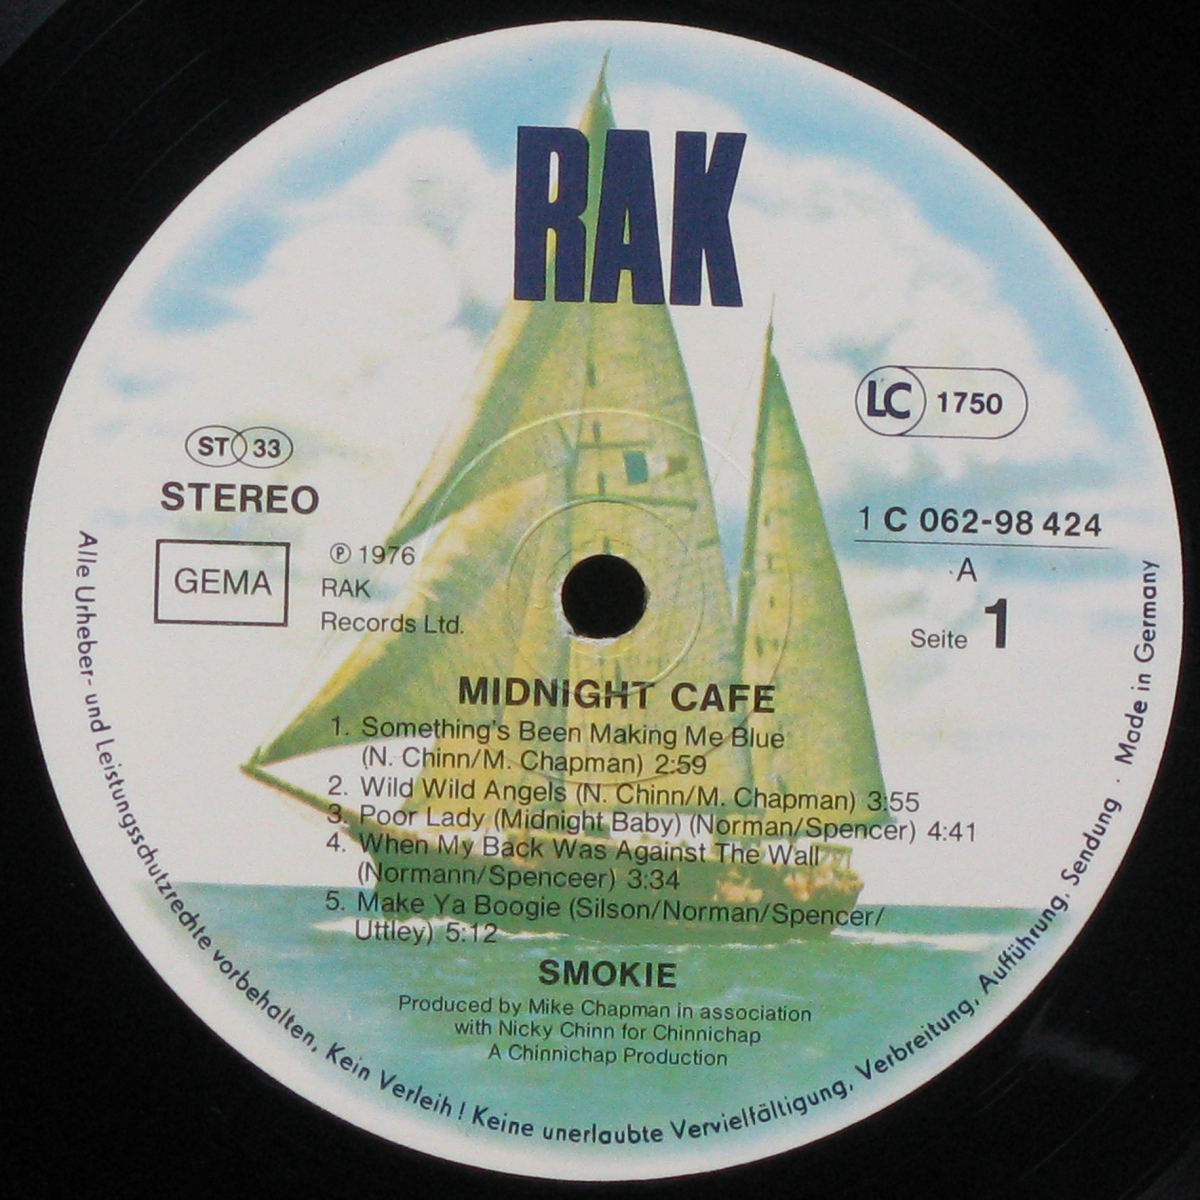 RAK
LC 1750
ST 33
STEREO
GEMA
℗ 1976
RAK
Records Ltd.
1 C 062-98 424
A
Seite 1
MIDNIGHT CAFE
1. Something's Been Making Me Blue
(N. Chinn/M. Chapman) 2:59
2. Wild Wild Angels (N. Chinn/M. Chapman) 3:55
3. Poor Lady (Midnight Baby) (Norman/Spencer) 4:41
4. When My Back Was Against The Wall
(Normann/Spenceer) 3:34
5. Make Ya Boogie (Silson/Norman/Spencer/
Uttley) 5:12
SMOKIE
Produced by Mike Chapman in association
with Nicky Chinn for Chinnichap
A Chinnichap Production
Alle Urheber- und Leistungsschutzrechte vorbehalten, Kein Verleih! Keine unerlaubte Vervielfältigung, Verbreitung, Aufführung, Sendung · Made in Germany